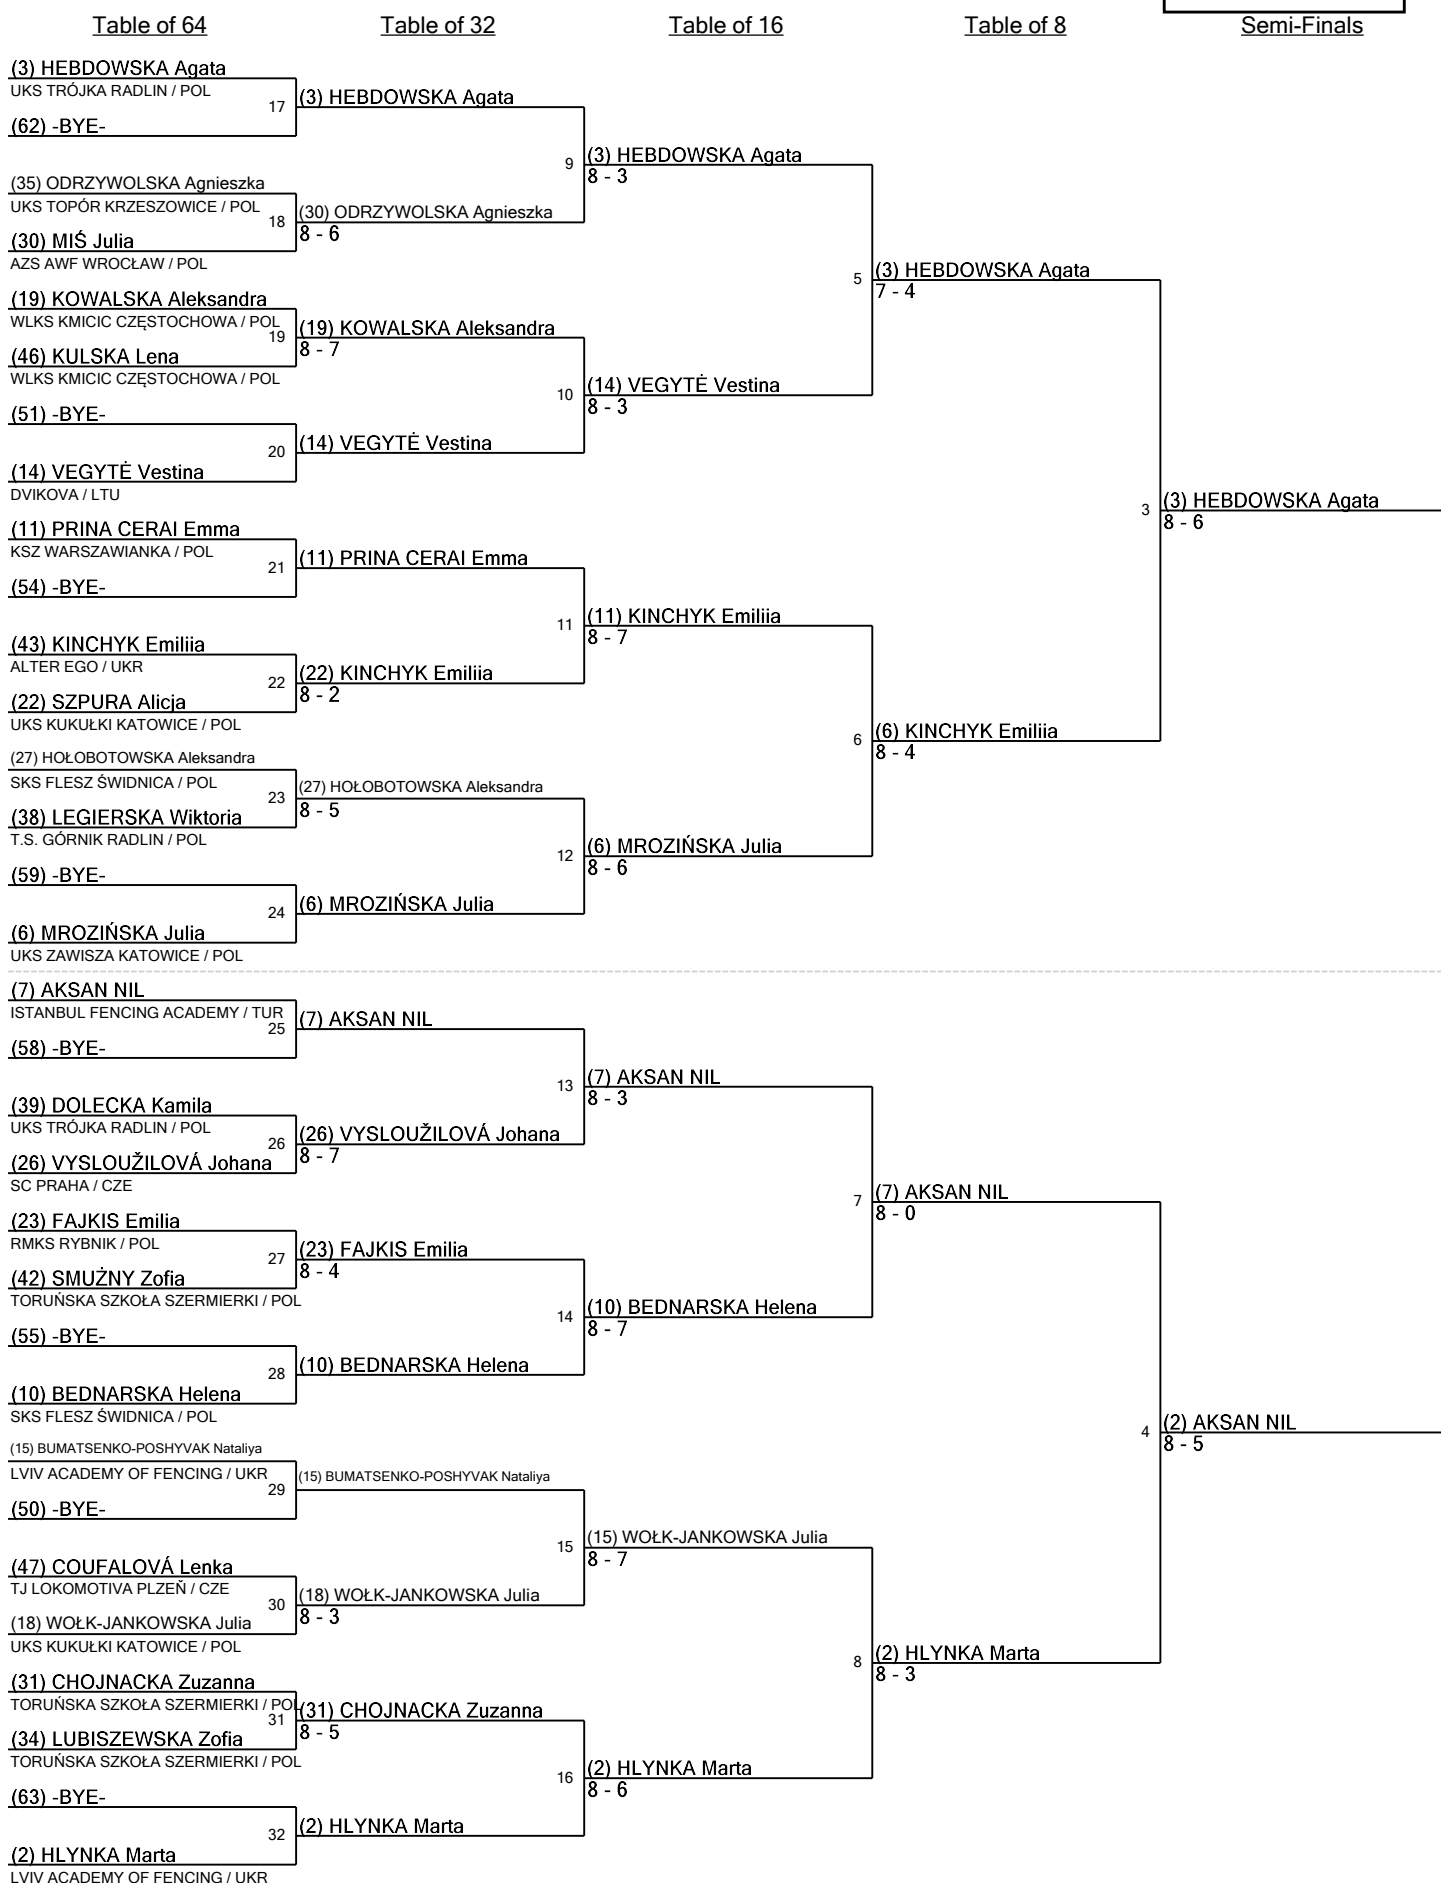 Table of 64
Table of 32
Table of 16
Table of 8
Semi-Finals
(3) HEBDOWSKA Agata
UKS TRÓJKA RADLIN / POL
17
(62) -BYE-
(35) ODRZYWOLSKA Agnieszka
UKS TOPÓR KRZESZOWICE / POL
18
(30) MIŚ Julia
AZS AWF WROCŁAW / POL
(19) KOWALSKA Aleksandra
WLKS KMICIC CZĘSTOCHOWA / POL
19
(46) KULSKA Lena
WLKS KMICIC CZĘSTOCHOWA / POL
(51) -BYE-
20
(14) VEGYTĖ Vestina
DVIKOVA / LTU
(11) PRINA CERAI Emma
KSZ WARSZAWIANKA / POL
21
(54) -BYE-
(43) KINCHYK Emiliia
ALTER EGO / UKR
22
(22) SZPURA Alicja
UKS KUKUŁKI KATOWICE / POL
(27) HOŁOBOTOWSKA Aleksandra
SKS FLESZ ŚWIDNICA / POL
23
(38) LEGIERSKA Wiktoria
T.S. GÓRNIK RADLIN / POL
(59) -BYE-
24
(6) MROZIŃSKA Julia
UKS ZAWISZA KATOWICE / POL
(7) AKSAN NIL
ISTANBUL FENCING ACADEMY / TUR
25
(58) -BYE-
(39) DOLECKA Kamila
UKS TRÓJKA RADLIN / POL
26
(26) VYSLOUŽILOVÁ Johana
SC PRAHA / CZE
(23) FAJKIS Emilia
RMKS RYBNIK / POL
27
(42) SMUŻNY Zofia
TORUŃSKA SZKOŁA SZERMIERKI / POL
(55) -BYE-
28
(10) BEDNARSKA Helena
SKS FLESZ ŚWIDNICA / POL
(15) BUMATSENKO-POSHYVAK Nataliya
LVIV ACADEMY OF FENCING / UKR
29
(50) -BYE-
(47) COUFALOVÁ Lenka
TJ LOKOMOTIVA PLZEŇ / CZE
30
(18) WOŁK-JANKOWSKA Julia
UKS KUKUŁKI KATOWICE / POL
(31) CHOJNACKA Zuzanna
TORUŃSKA SZKOŁA SZERMIERKI / POL
31
(34) LUBISZEWSKA Zofia
TORUŃSKA SZKOŁA SZERMIERKI / POL
(63) -BYE-
32
(2) HLYNKA Marta
LVIV ACADEMY OF FENCING / UKR
(3) HEBDOWSKA Agata
9
(30) ODRZYWOLSKA Agnieszka
8 - 6
(19) KOWALSKA Aleksandra
8 - 7
10
(14) VEGYTĖ Vestina
(11) PRINA CERAI Emma
11
(22) KINCHYK Emiliia
8 - 2
(27) HOŁOBOTOWSKA Aleksandra
8 - 5
12
(6) MROZIŃSKA Julia
(7) AKSAN NIL
13
(26) VYSLOUŽILOVÁ Johana
8 - 7
(23) FAJKIS Emilia
8 - 4
14
(10) BEDNARSKA Helena
(15) BUMATSENKO-POSHYVAK Nataliya
15
(18) WOŁK-JANKOWSKA Julia
8 - 3
(31) CHOJNACKA Zuzanna
8 - 5
16
(2) HLYNKA Marta
(3) HEBDOWSKA Agata
8 - 3
5
(14) VEGYTĖ Vestina
8 - 3
(11) KINCHYK Emiliia
8 - 7
6
(6) MROZIŃSKA Julia
8 - 6
(7) AKSAN NIL
8 - 3
7
(10) BEDNARSKA Helena
8 - 7
(15) WOŁK-JANKOWSKA Julia
8 - 7
8
(2) HLYNKA Marta
8 - 6
(3) HEBDOWSKA Agata
7 - 4
3
(6) KINCHYK Emiliia
8 - 4
(7) AKSAN NIL
8 - 0
4
(2) HLYNKA Marta
8 - 3
(3) HEBDOWSKA Agata
8 - 6
(2) AKSAN NIL
8 - 5